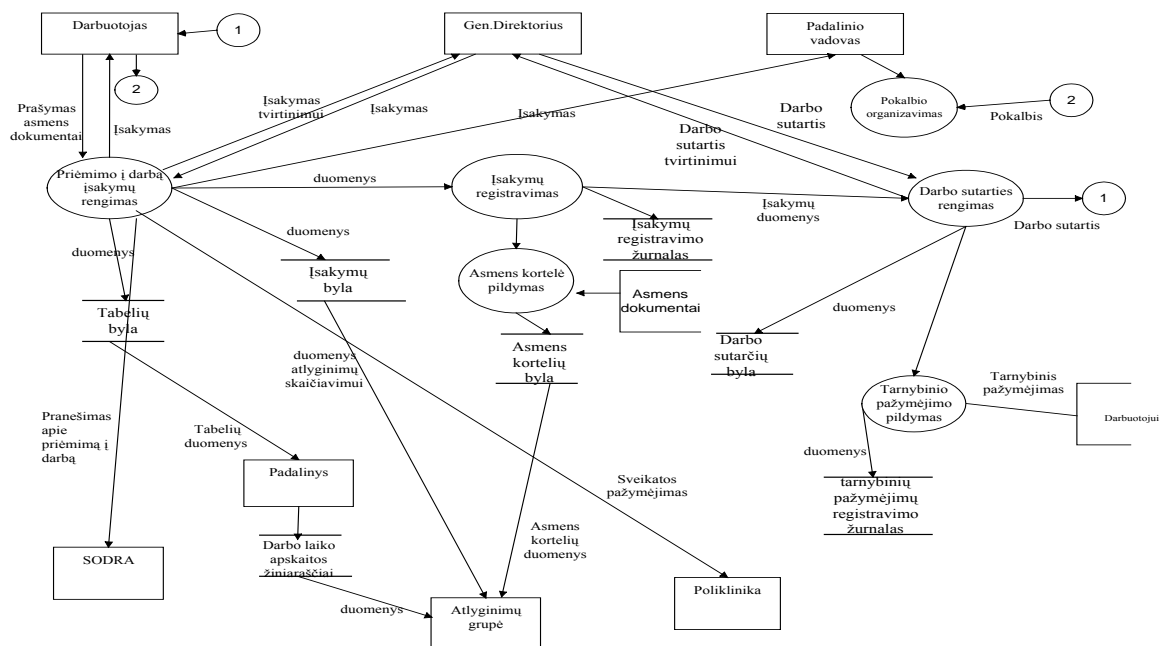 Darbuotojas
1
Gen.Direktorius
Padalinio
vadovas
2
Prašymas
asmens
dokumentai
Įsakymas
Įsakymas
tvirtinimui
Įsakymas
Įsakymas
Darbo
sutartis
Darbo
sutartis
tvirtinimui
Pokalbio
organizavimas
2
Pokalbis
Priėmimo į darbą
įsakymų
rengimas
duomenys
Įsakymų
registravimas
Įsakymų
duomenys
Darbo sutarties
rengimas
1
Darbo sutartis
duomenys
duomenys
Įsakymų
registravimo
žurnalas
Įsakymų
byla
Asmens kortelė
pildymas
Asmens
dokumentai
Tabelių
byla
duomenys
Darbo
sutarčių
byla
Asmens
kortelių
byla
duomenys
atlyginimų
skaičiavimui
Tarnybinio
pažymėjimo
pildymas
Tarnybinis
pažymėjimas
Darbuotojui
Pranešimas
apie
priėmimą į
darbą
Tabelių
duomenys
duomenys
Padalinys
Sveikatos
pažymėjimas
tarnybinių
pažymėjimų
registravimo
žurnalas
Asmens
kortelių
duomenys
SODRA
Darbo laiko
apskaitos
žiniaraščiai
duomenys
Atlyginimų
grupė
Poliklinika